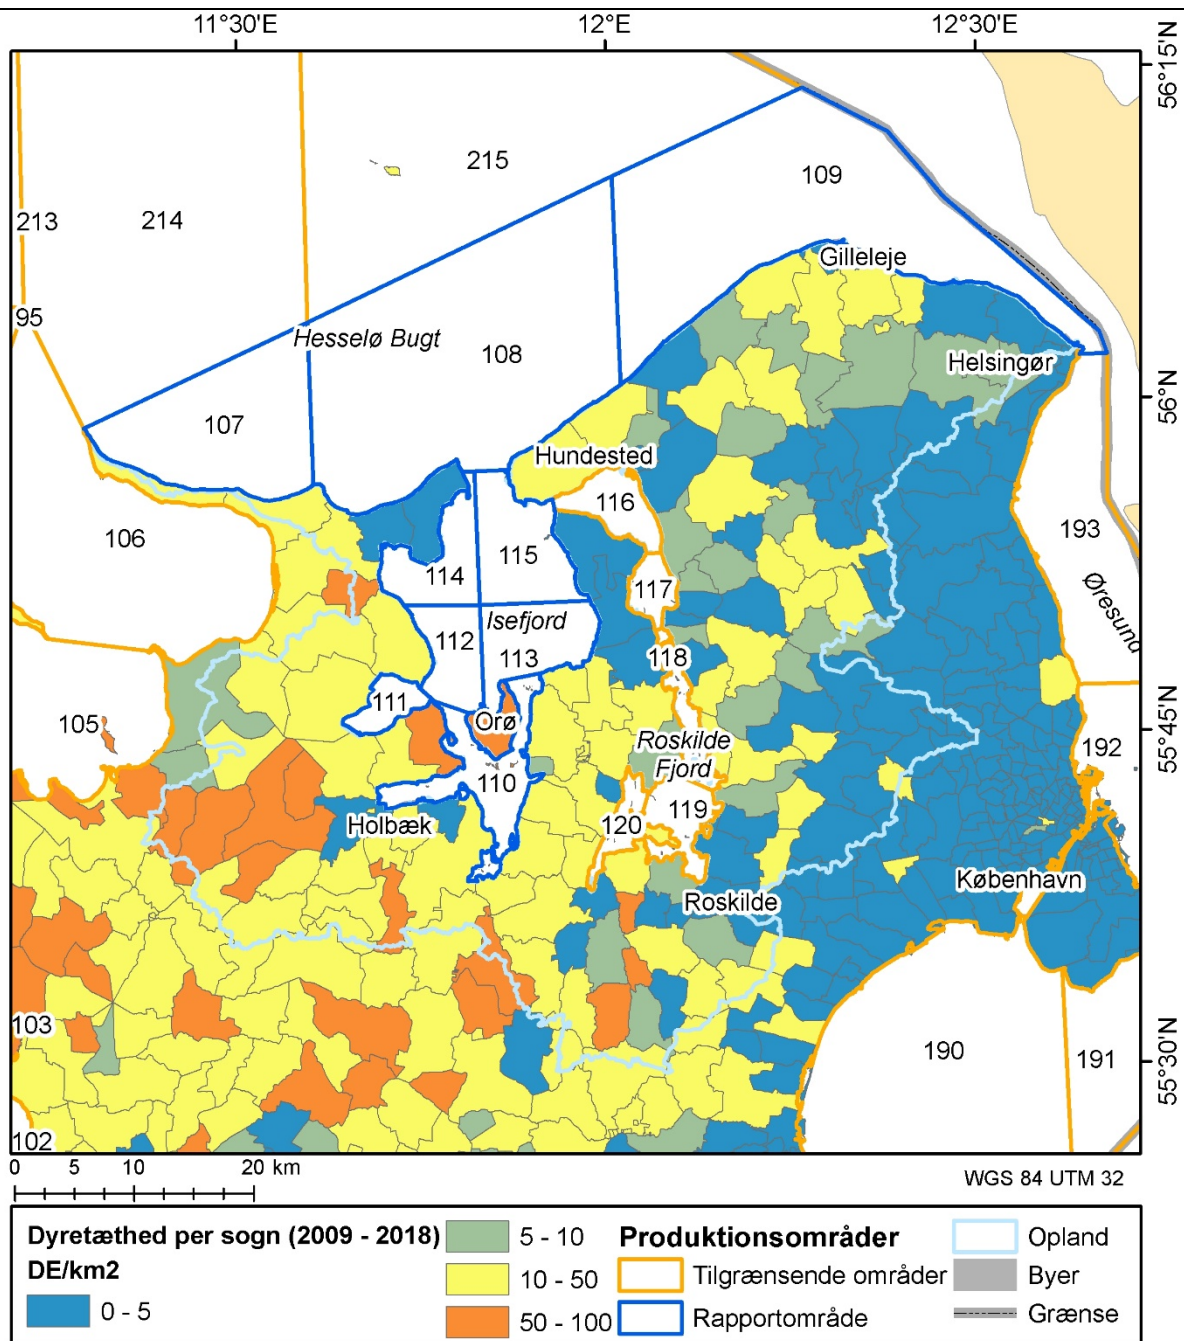 11°30'E
12°E
12°30'E
56°15'N
215
109
213
214
Gilleleje
95
Hesselø Bugt
108
Helsingør
56°N
107
Hundested
116
193
106
115
114
117
Øresund
112
Isefjord
113
118
111
105
Orø
Roskilde
Fjord
55°45'N
192
110
119
Holbæk
120
København
Roskilde
103
190
191
55°30'N
102
0 5 10 20 km
WGS 84 UTM 32
Dyretæthed per sogn (2009 - 2018)
DE/km2
0 - 5
5 - 10
10 - 50
50 - 100
Produktionsområder
Tilgrænsende områder
Rapportområde
Opland
Byer
Grænse